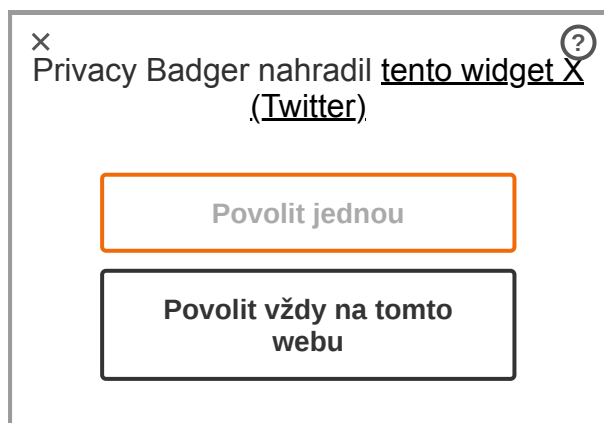 ×
?
Privacy Badger nahradil tento widget X
(Twitter)
Povolit jednou
Povolit vždy na tomto
webu